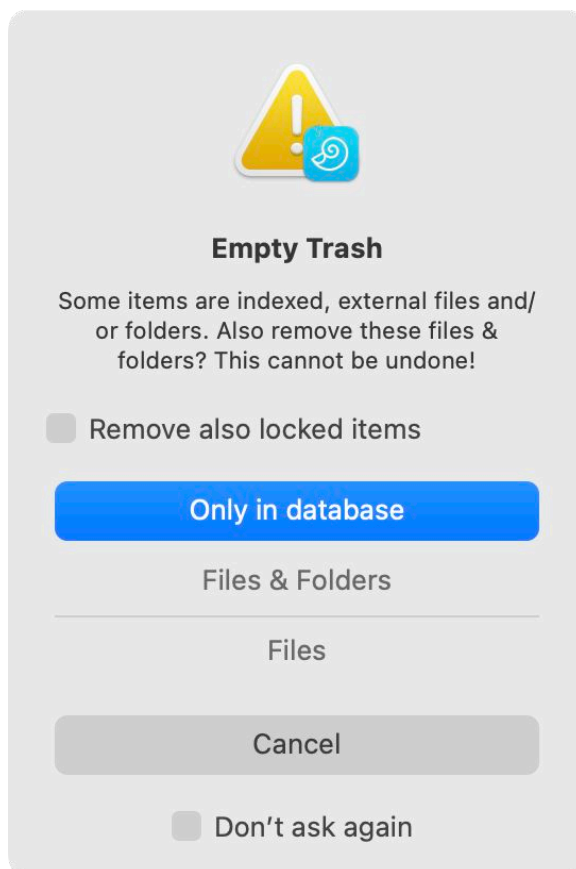 Empty Trash
Some items are indexed, external files and/
or folders. Also remove these files &
folders? This cannot be undone!
Remove also locked items
Only in database
Files & Folders
Files
Cancel
Don’t ask again